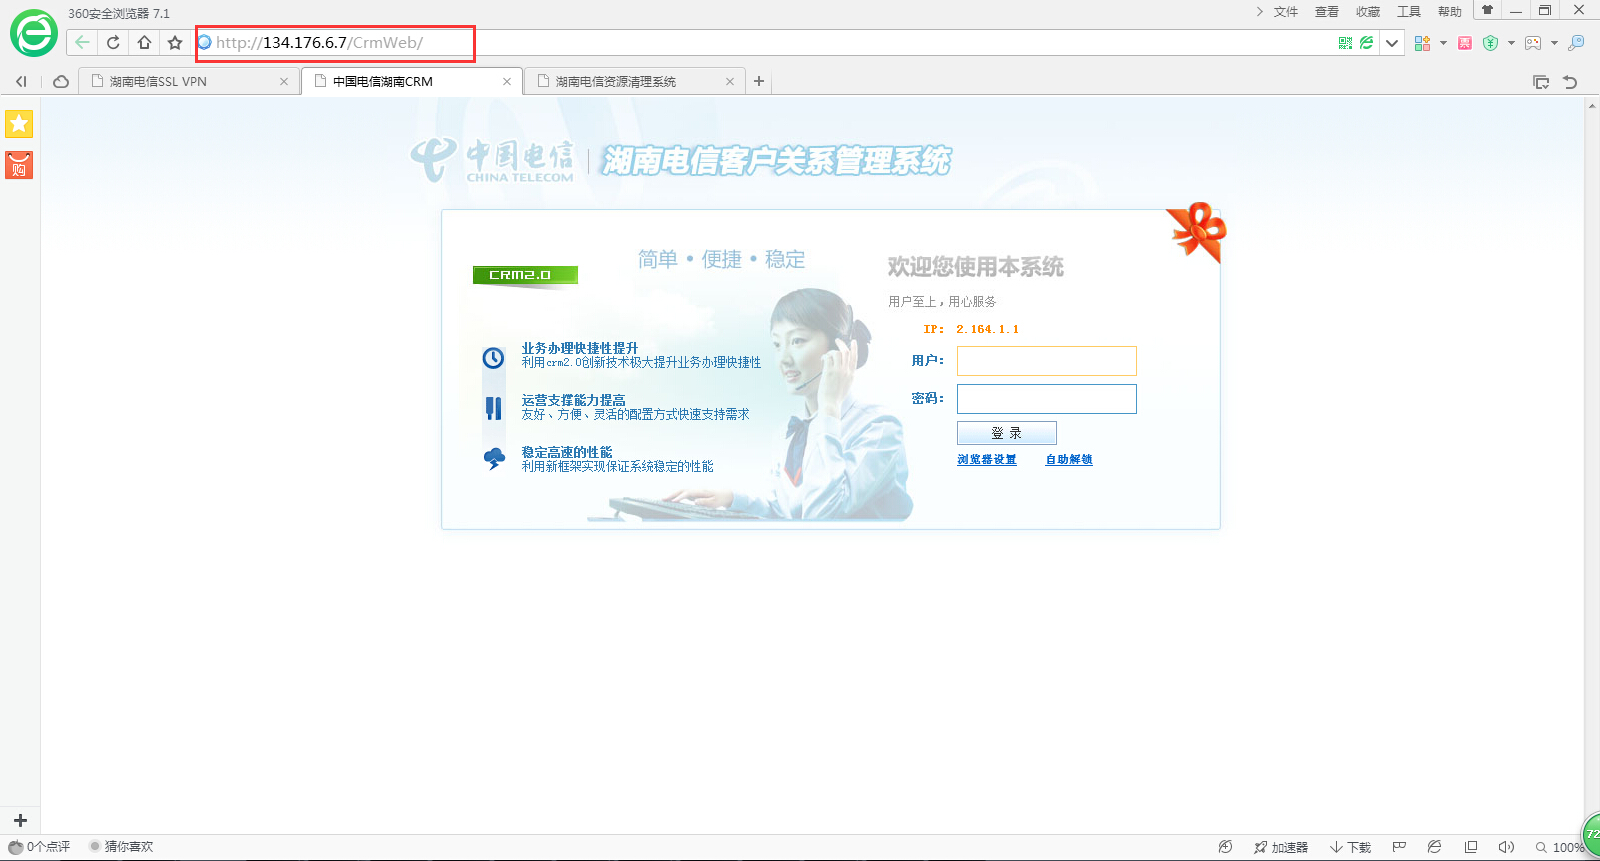 360安全浏览器 7.1
文件 查看 收藏 工具 帮助
http://134.176.6.7/CrmWeb/
湖南电信SSL VPN
中国电信湖南CRM
湖南电信资源清理系统
购
中国电信
CHINA TELECOM
湖南电信客户关系管理系统
简单 • 便捷 • 稳定
CRM2.0
业务办理快捷性提升
利用crm2.0创新技术极大提升业务办理快捷性
运营支撑能力提高
友好、方便、灵活的配置方式快速支持需求
稳定高速的性能
利用新框架实现保证系统稳定的性能
欢迎您使用本系统
用户至上，用心服务
IP: 2.164.1.1
用户:
密码:
登 录
浏览器设置 自助解锁
72
0个点评
猜你喜欢
加速器
下载
100%